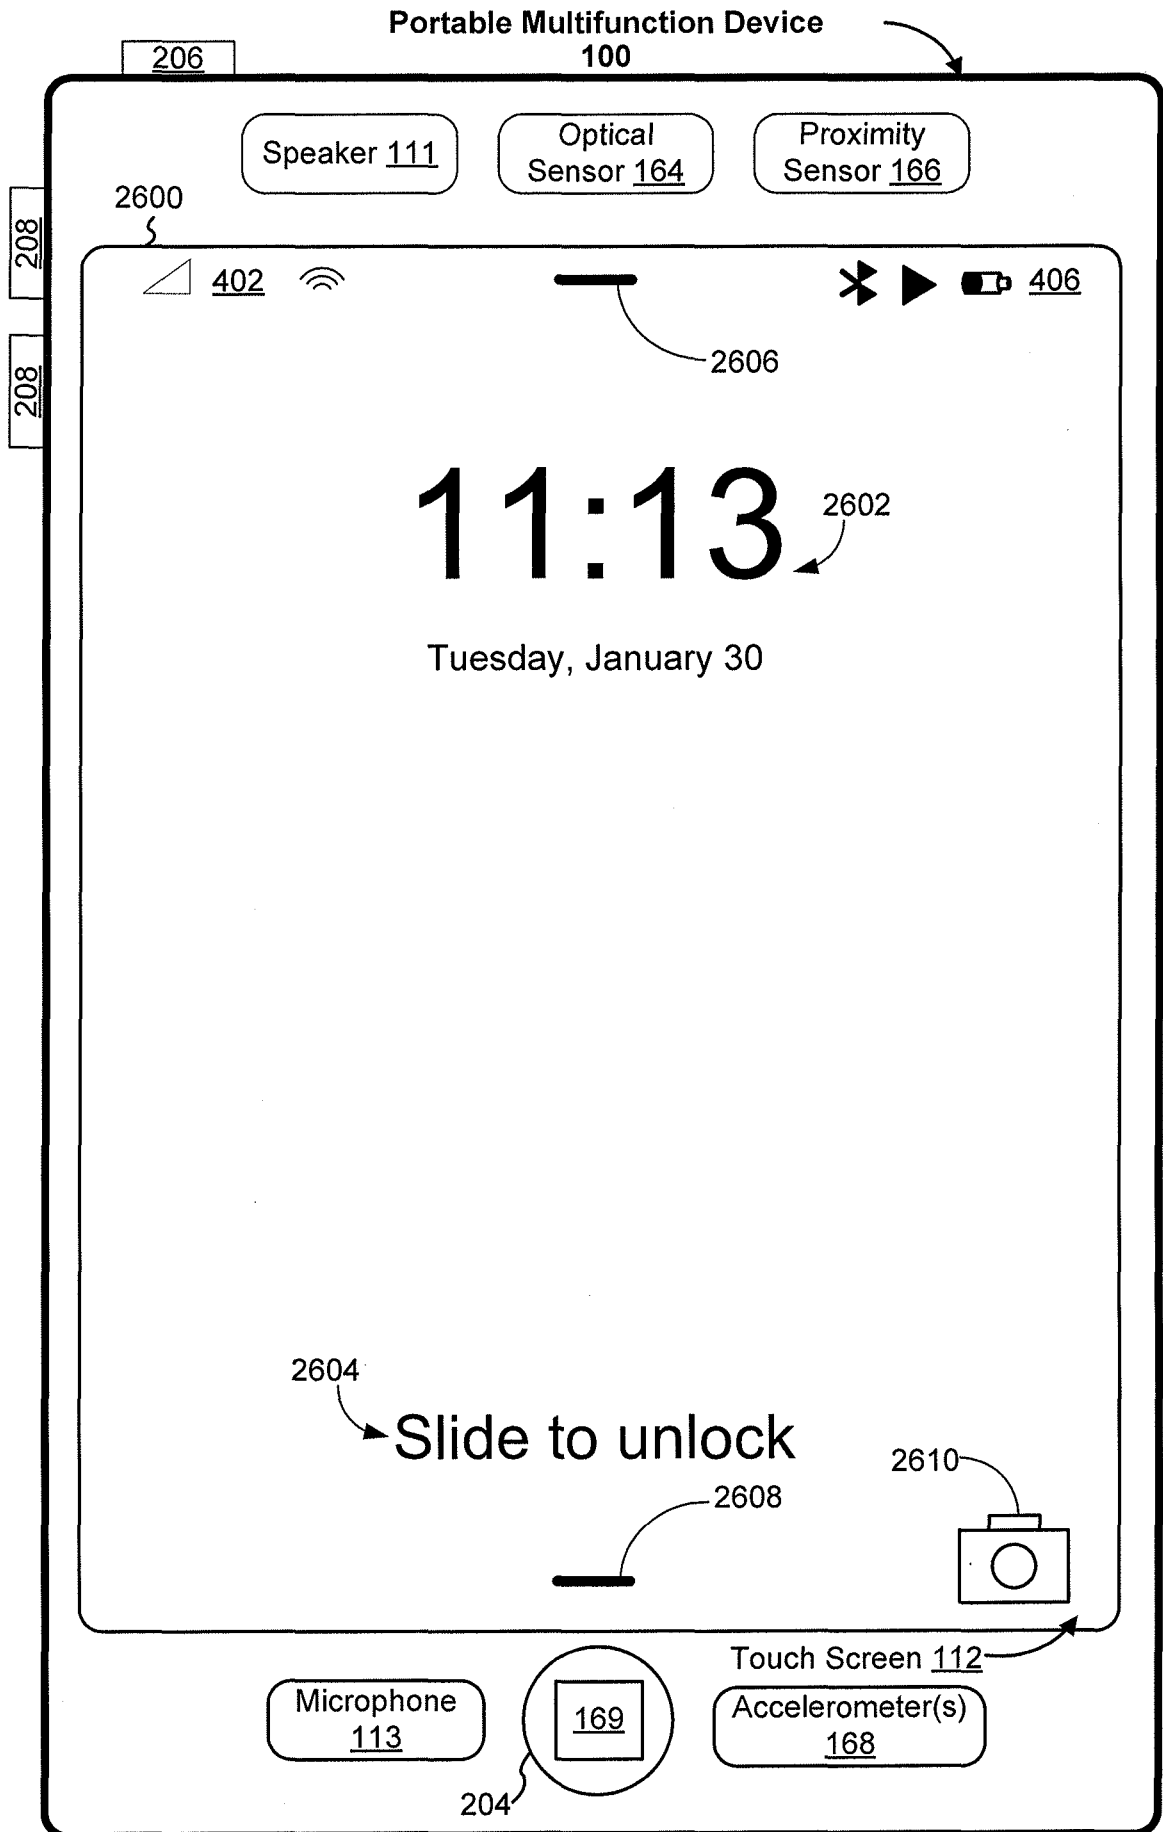 Portable Multifunction Device
100
206
Speaker 111
Optical
Sensor 164
Proximity
Sensor 166
2600
208
402
406
2606
208
11:13
2602
Tuesday, January 30
2604
Slide to unlock
2610
2608
Touch Screen 112
Microphone
113
169
Accelerometer(s)
168
204